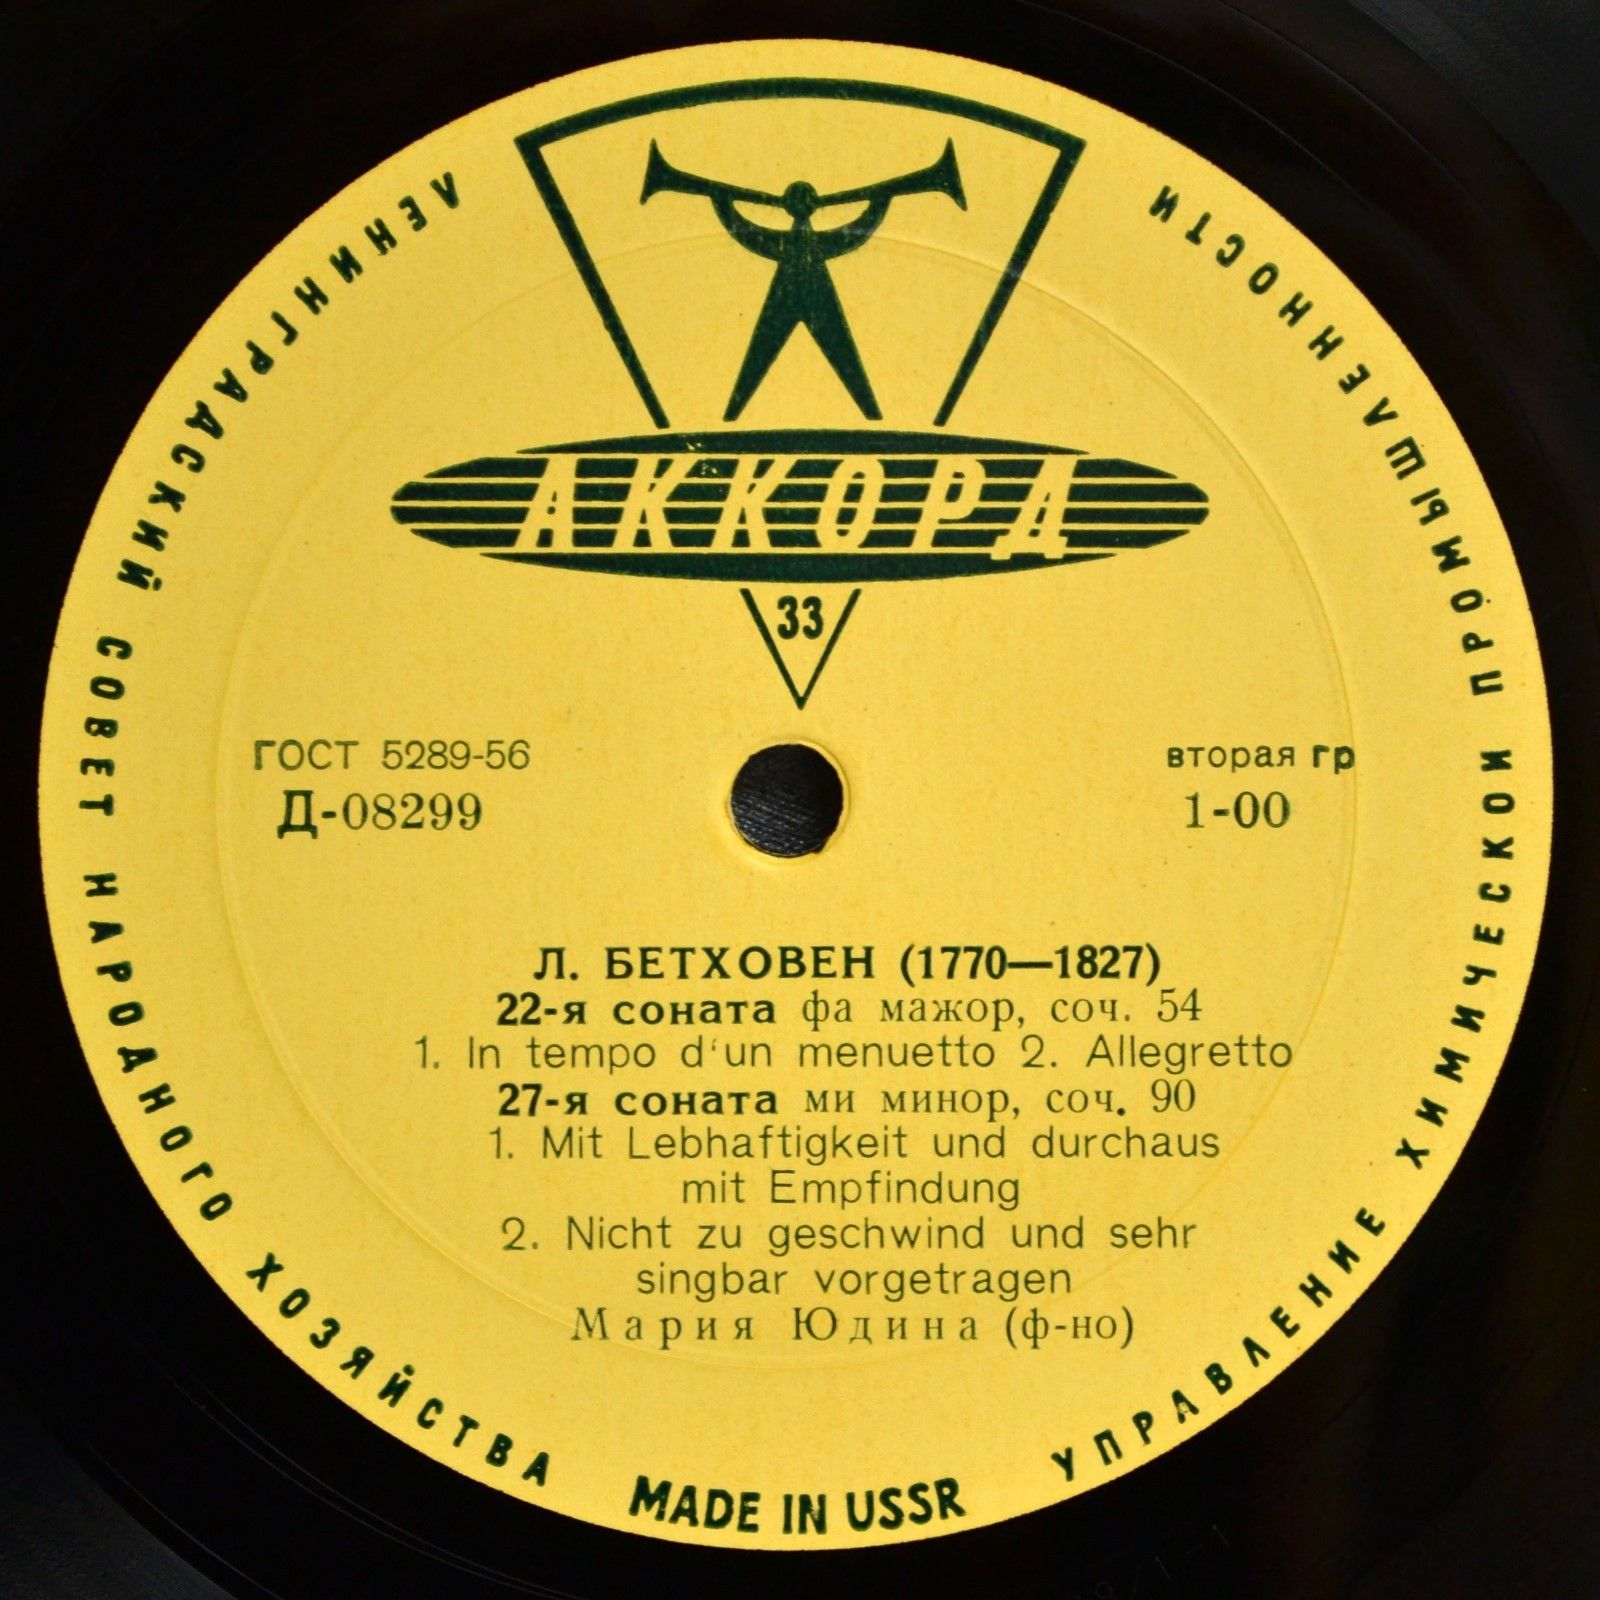 АККОРД
33
ГОСТ 5289-56
Д-08299
вторая гр
1-00
Л. БЕТХОВЕН (1770—1827)
22-я соната фа мажор, соч. 54
1. In tempo d'un menuetto 2. Allegretto
27-я соната ми минор, соч. 90
1. Mit Lebhaftigkeit und durchaus
mit Empfindung
2. Nicht zu geschwind und sehr
singbar vorgetragen
Мария Юдина (ф-но)
ЛЕНИНГРАДСКИЙ СОВЕТ НАРОДНОГО ХОЗЯЙСТВА
MADE IN USSR
УПРАВЛЕНИЕ ХИМИЧЕСКОЙ ПРОМЫШЛЕННОСТИ